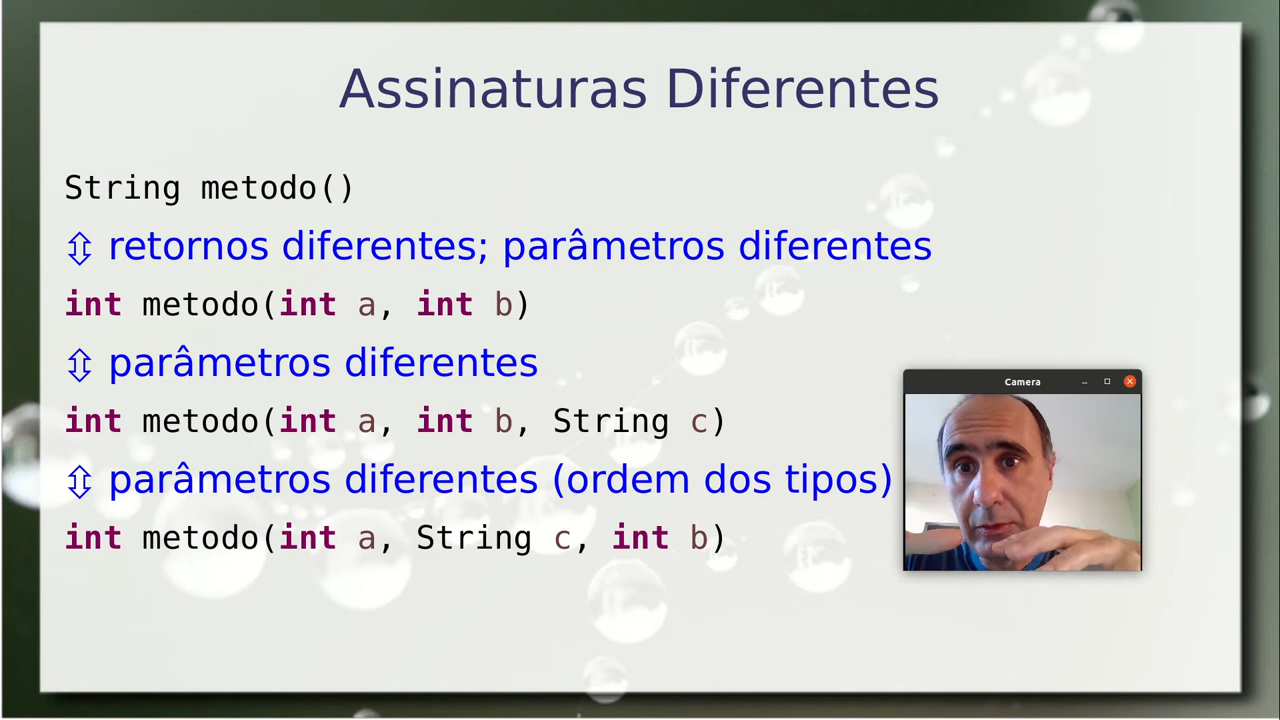 Assinaturas Diferentes
String metodo()
⇳ retornos diferentes; parâmetros diferentes
int metodo(int a, int b)
⇳ parâmetros diferentes
int metodo(int a, int b, String c)
⇳ parâmetros diferentes (ordem dos tipos)
int metodo(int a, String c, int b)
Camera